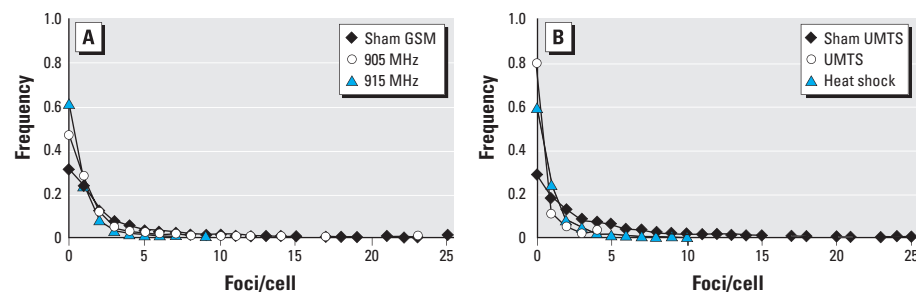 A
Sham GSM
905 MHz
915 MHz
Frequency
1.0
0.8
0.6
0.4
0.2
0
0 5 10 15 20 25
Foci/cell
B
Sham UMTS
UMTS
Heat shock
Frequency
1.0
0.8
0.6
0.4
0.2
0
0 5 10 15 20 25
Foci/cell